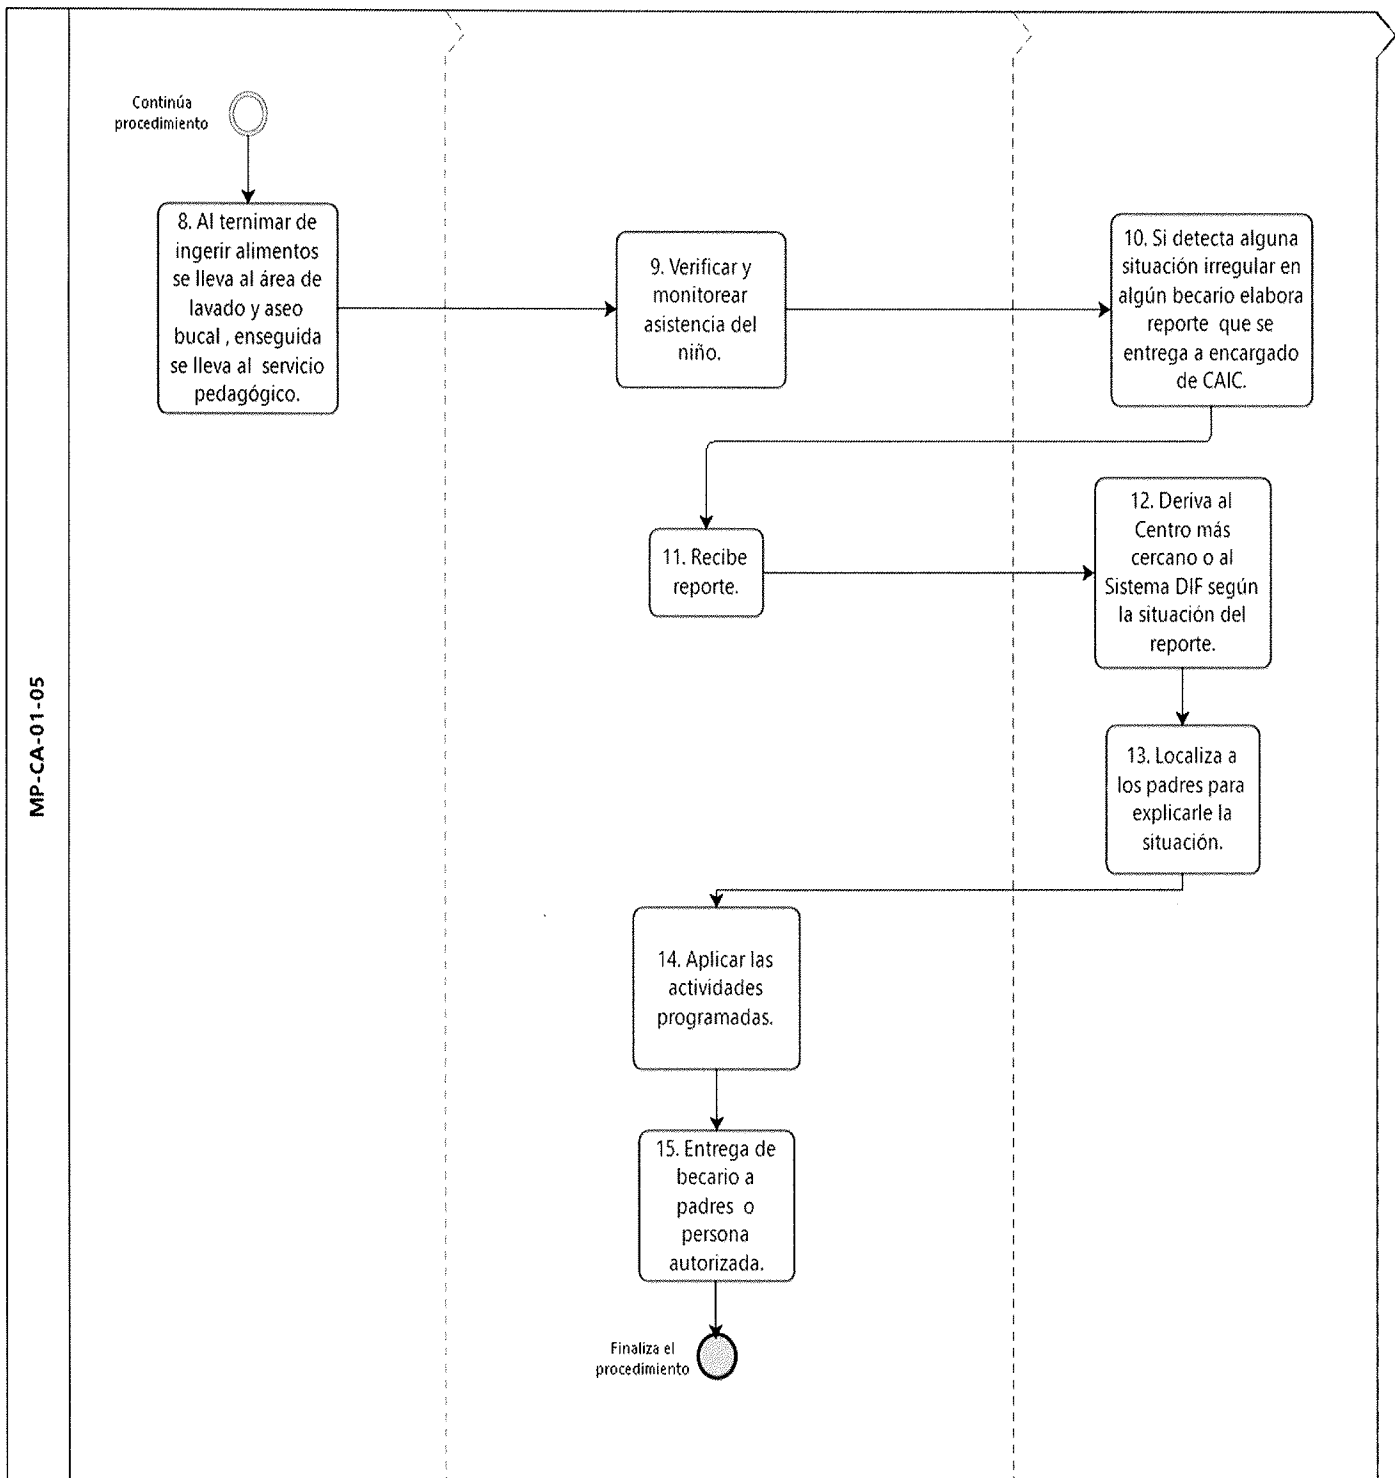 Continúa
procedimiento
8. Al ternimar de
ingerir alimentos
se lleva al área de
lavado y aseo
bucal , enseguida
se lleva al servicio
pedagógico.
9. Verificar y
monitorear
asistencia del
niño.
10. Si detecta alguna
situación irregular en
algún becario elabora
reporte que se
entrega a encargado
de CAIC.
11. Recibe
reporte.
12. Deriva al
Centro más
cercano o al
Sistema DIF según
la situación del
reporte.
13. Localiza a
los padres para
explicarle la
situación.
14. Aplicar las
actividades
programadas.
15. Entrega de
becario a
padres o
persona
autorizada.
Finaliza el
procedimiento
MP-CA-01-05